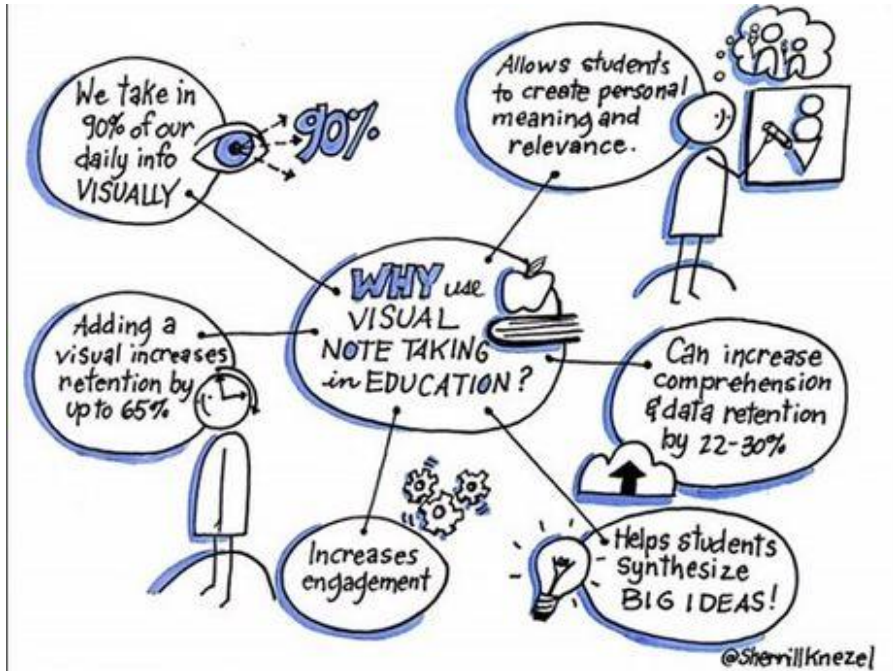 We take in
90% of our
daily info
VISUALLY
90%
Allows students
to create personal
meaning and
relevance.
WHY use
VISUAL
NOTE TAKING
in EDUCATION?
Adding a
visual increases
retention by
up to 65%
Can increase
comprehension
& data retention
by 22-30%
Increases
engagement
Helps students
synthesize
BIG IDEAS!
@SherrillKnezel